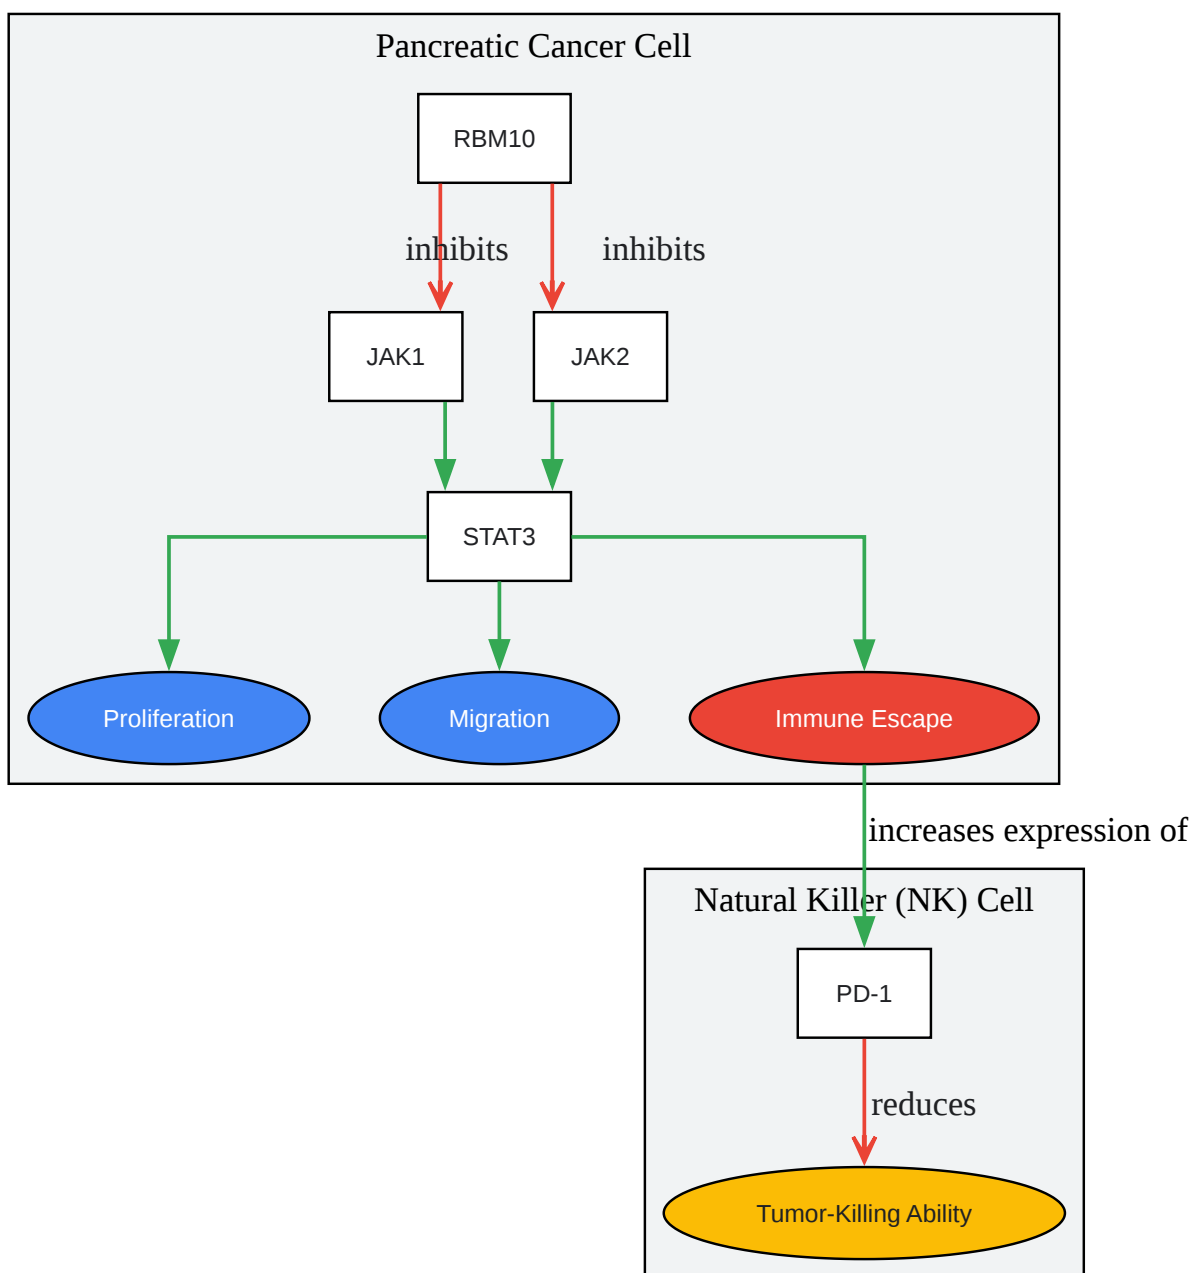 Pancreatic Cancer Cell
RBM10
inhibits
inhibits
JAK1
JAK2
STAT3
Proliferation
Migration
Immune Escape
increases expression of
Natural Killer (NK) Cell
PD-1
reduces
Tumor-Killing Ability